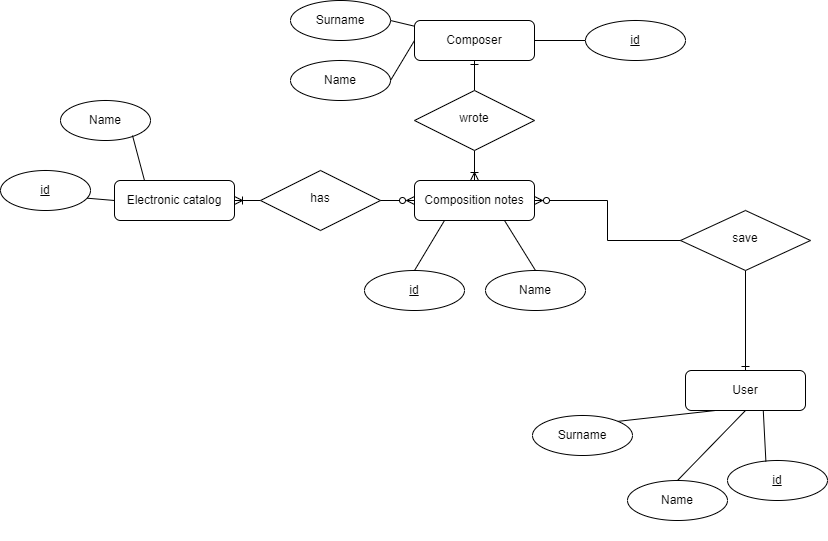 Surname
Composer
id
Name
wrote
Name
id
Electronic catalog
has
Composition notes
save
id
Name
User
Surname
Name
id